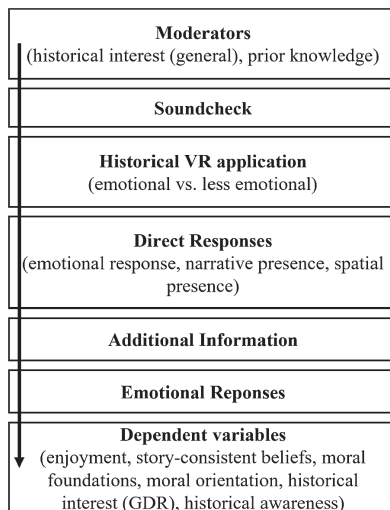 Moderators
(historical interest (general), prior knowledge)
Soundcheck
Historical VR application
(emotional vs. less emotional)
Direct Responses
(emotional response, narrative presence, spatial
presence)
Additional Information
Emotional Reponses
Dependent variables
(enjoyment, story-consistent beliefs, moral
foundations, moral orientation, historical
interest (GDR), historical awareness)